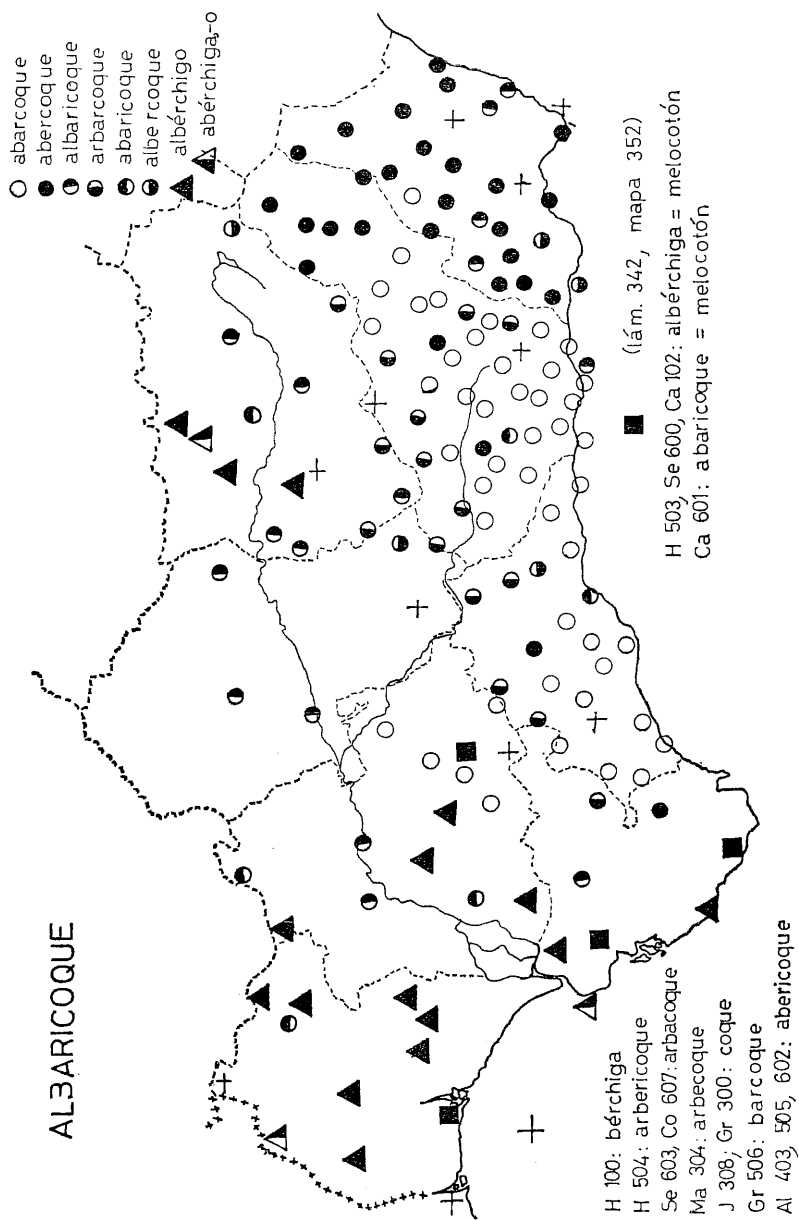 ALBARICOQUE
abarcoque
abercoque
albaricoque
arbarcoque
abaricoque
albercoque
albérchigo
abérchiga,-o
(lám. 342, mapa 352)
H 503, Se 600, Ca 102: albérchiga = melocotón
Ca 601: abaricoque = melocotón
H 100: bérchiga
H 504: arbericoque
Se 603, Co 607: arbacoque
Ma 304: arbecoque
J 308; Gr 300: coque
Gr 506: barcoque
Al 403, 505, 602: abericoque